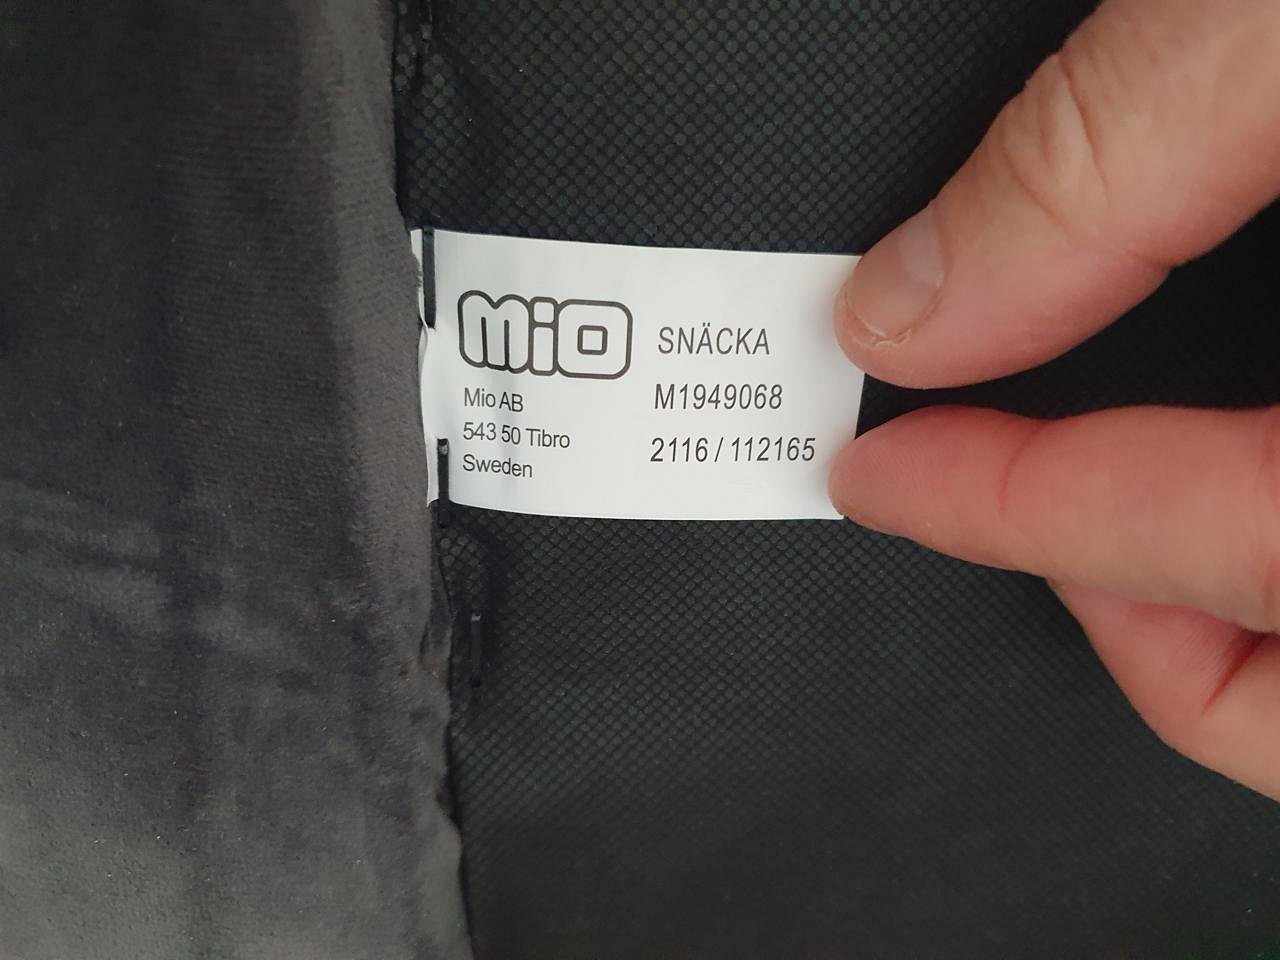 mio
SNÄCKA
Mio AB
M1949068
543 50 Tibro
2116 / 112165
Sweden